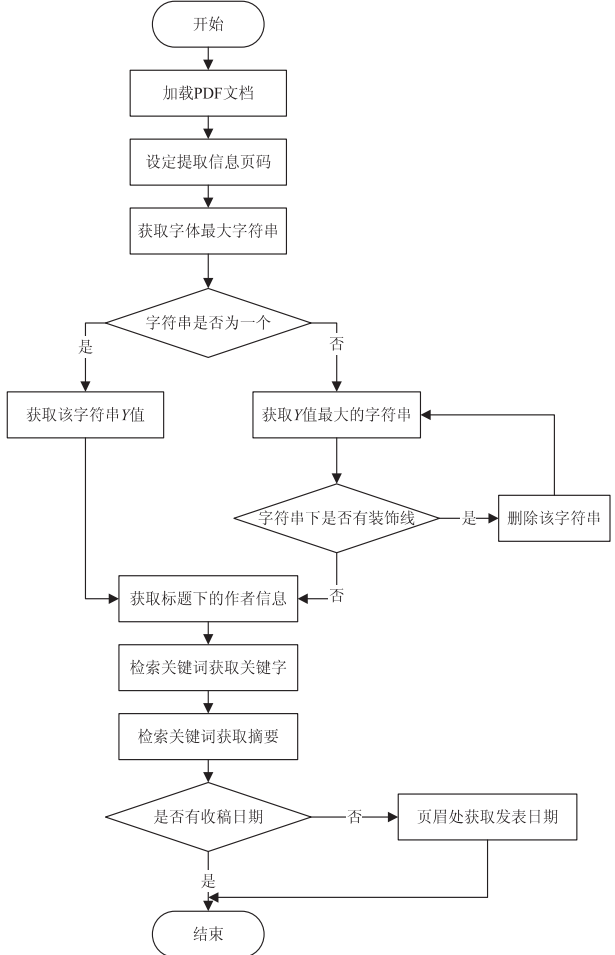 开始
加载PDF文档
设定提取信息页码
获取字体最大字符串
字符串是否为一个
是
否
获取该字符串Y值
获取Y值最大的字符串
字符串下是否有装饰线
是
删除该字符串
否
获取标题下的作者信息
检索关键词获取关键字
检索关键词获取摘要
是否有收稿日期
否
页眉处获取发表日期
是
结束